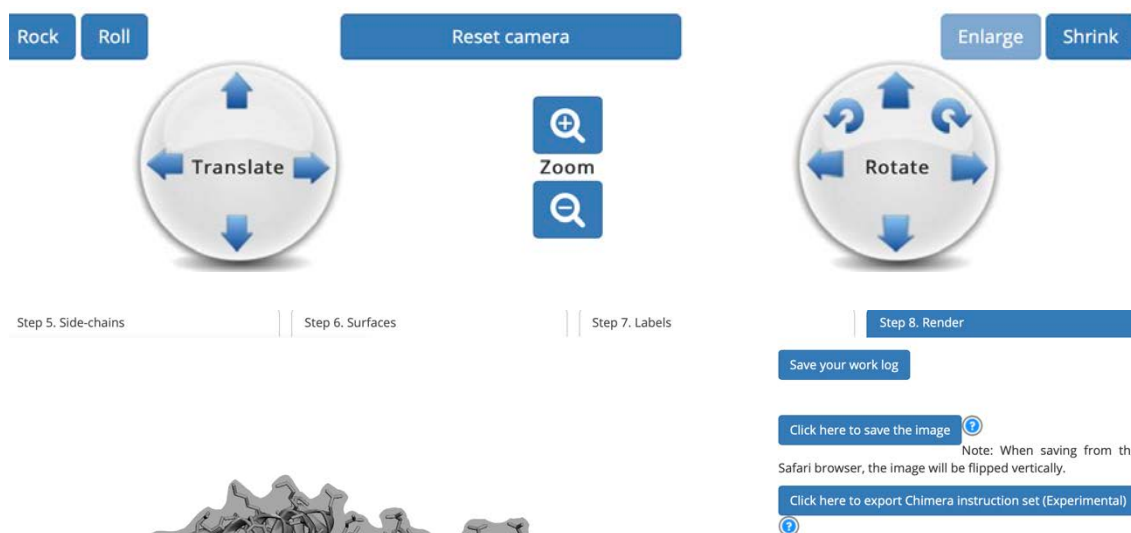 Rock Roll Reset camera Enlarge Shrink
Translate Zoom Rotate
Step 5. Side-chains Step 6. Surfaces Step 7. Labels Step 8. Render
Save your work log
Click here to save the image ?
Note: When saving from th
Safari browser, the image will be flipped vertically.
Click here to export Chimera instruction set (Experimental)
?